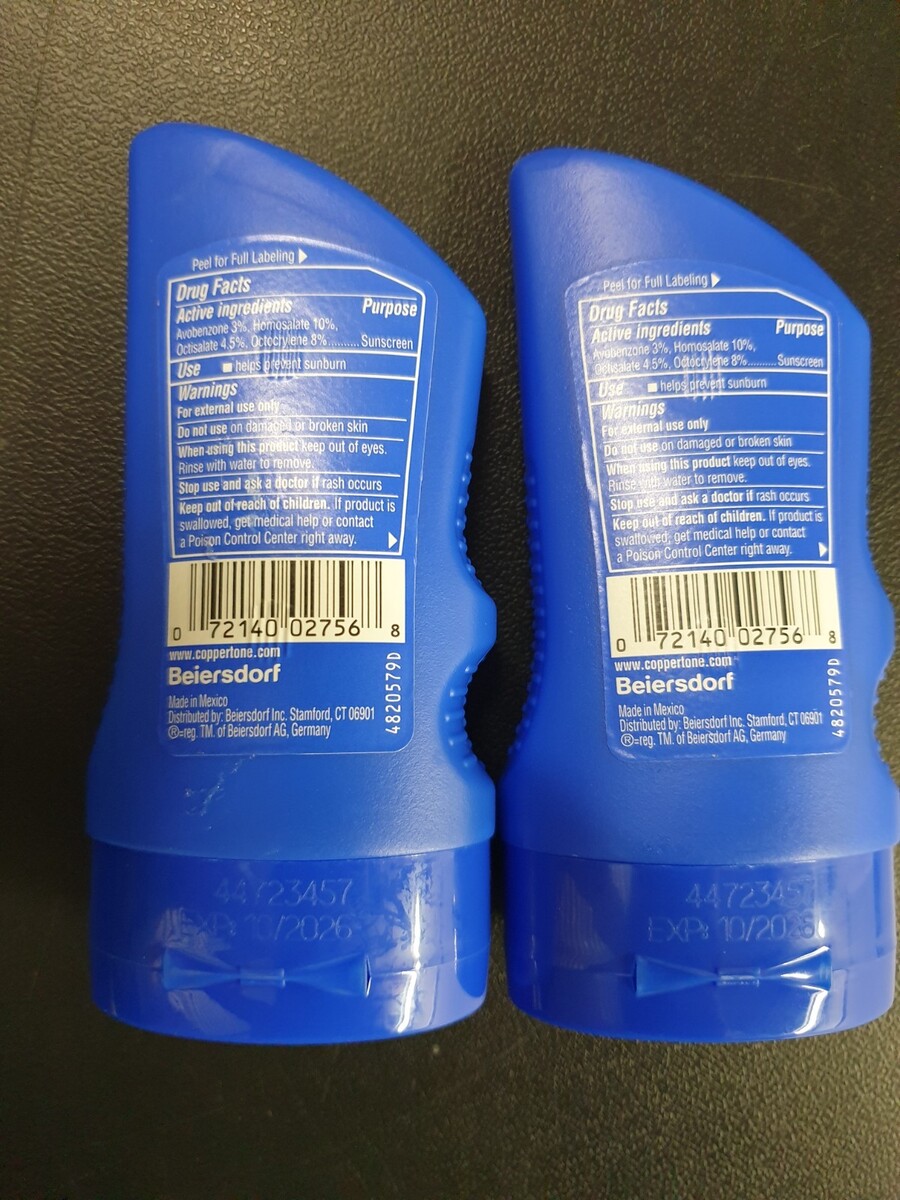 Peel for Full Labeling
Drug Facts
Active ingredients Purpose
Avobenzone 3%, Homosalate 10%,
Octisalate 4.5%, Octocrylene 8%.......... Sunscreen
Use ■ helps prevent sunburn
Warnings
For external use only
Do not use on damaged or broken skin
When using this product keep out of eyes.
Rinse with water to remove.
Stop use and ask a doctor if rash occurs
Keep out of reach of children. If product is
swallowed, get medical help or contact
a Poison Control Center right away.
0 72140 02756 8
www.coppertone.com
Beiersdorf
Made in Mexico
Distributed by: Beiersdorf Inc. Stamford, CT 06901
®=reg. TM. of Beiersdorf AG, Germany
4820579D
44723457
EXP: 10/2026
Peel for Full Labeling
Drug Facts
Active ingredients Purpose
Avobenzone 3%, Homosalate 10%,
Octisalate 4.5%, Octocrylene 8%.......... Sunscreen
Use ■ helps prevent sunburn
Warnings
For external use only
Do not use on damaged or broken skin
When using this product keep out of eyes.
Rinse with water to remove.
Stop use and ask a doctor if rash occurs
Keep out of reach of children. If product is
swallowed, get medical help or contact
a Poison Control Center right away.
0 72140 02756 8
www.coppertone.com
Beiersdorf
Made in Mexico
Distributed by: Beiersdorf Inc. Stamford, CT 06901
®=reg. TM. of Beiersdorf AG, Germany
4820579D
44723457
EXP: 10/2026